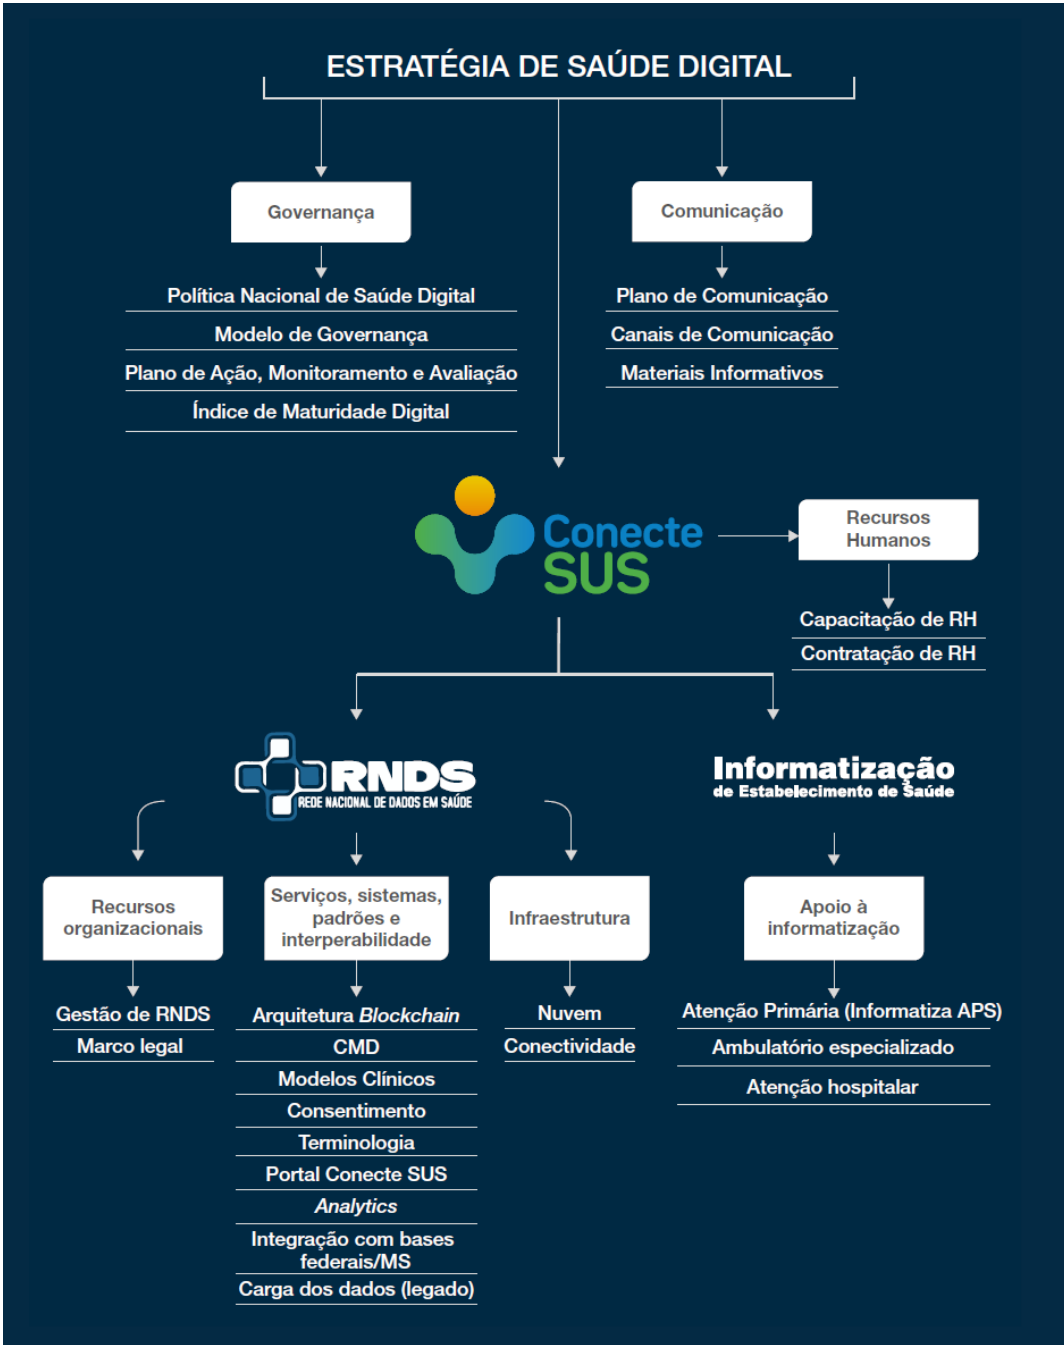 ESTRATÉGIA DE SAÚDE DIGITAL
Governança
Política Nacional de Saúde Digital
Modelo de Governança
Plano de Ação, Monitoramento e Avaliação
Índice de Maturidade Digital
Comunicação
Plano de Comunicação
Canais de Comunicação
Materiais Informativos
Conecte
SUS
Recursos
Humanos
Capacitação de RH
Contratação de RH
RNDS
REDE NACIONAL DE DADOS EM SAÚDE
Recursos
organizacionais
Gestão de RNDS
Marco legal
Serviços, sistemas,
padrões e
interperabilidade
Arquitetura Blockchain
CMD
Modelos Clínicos
Consentimento
Terminologia
Portal Conecte SUS
Analytics
Integração com bases
federais/MS
Carga dos dados (legado)
Infraestrutura
Nuvem
Conectividade
Informatização
de Estabelecimento de Saúde
Apoio à
informatização
Atenção Primária (Informatiza APS)
Ambulatório especializado
Atenção hospitalar